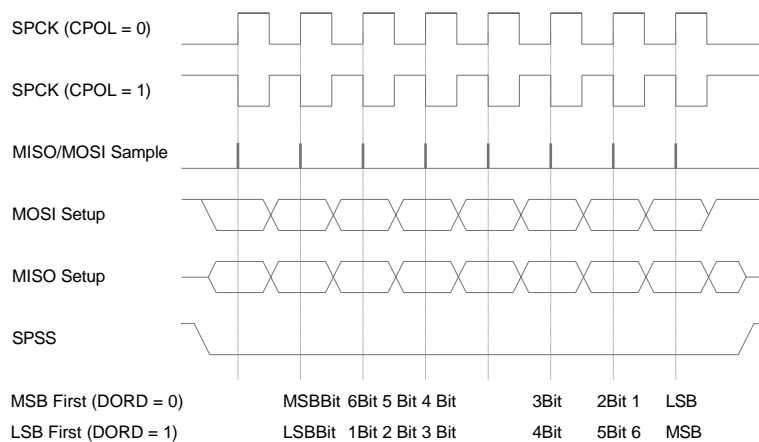 SPCK (CPOL = 0)
SPCK (CPOL = 1)
MISO/MOSI Sample
MOSI Setup
MISO Setup
SPSS
MSB First (DORD = 0) MSBBit 6Bit 5 Bit 4 Bit 3Bit 2Bit 1 LSB
LSB First (DORD = 1) LSBBit 1Bit 2 Bit 3 Bit 4Bit 5Bit 6 MSB